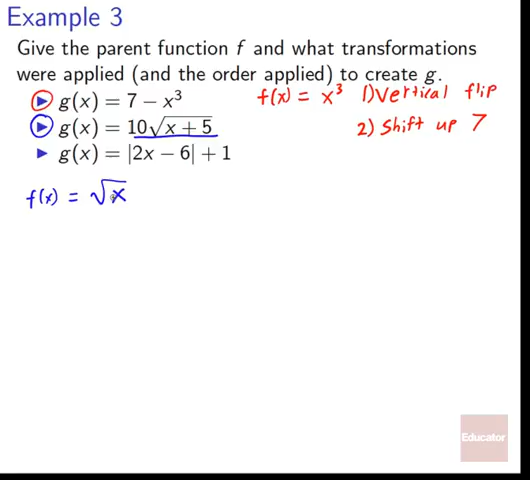 Example 3
Give the parent function f and what transformations
were applied (and the order applied) to create g.
▶ g(x) = 7 − x³ f(x) = x³ 1) Vertical flip
▶ g(x) = 10√(x + 5) 2) Shift up 7
▶ g(x) = |2x − 6| + 1
f(x) = √x
Educator